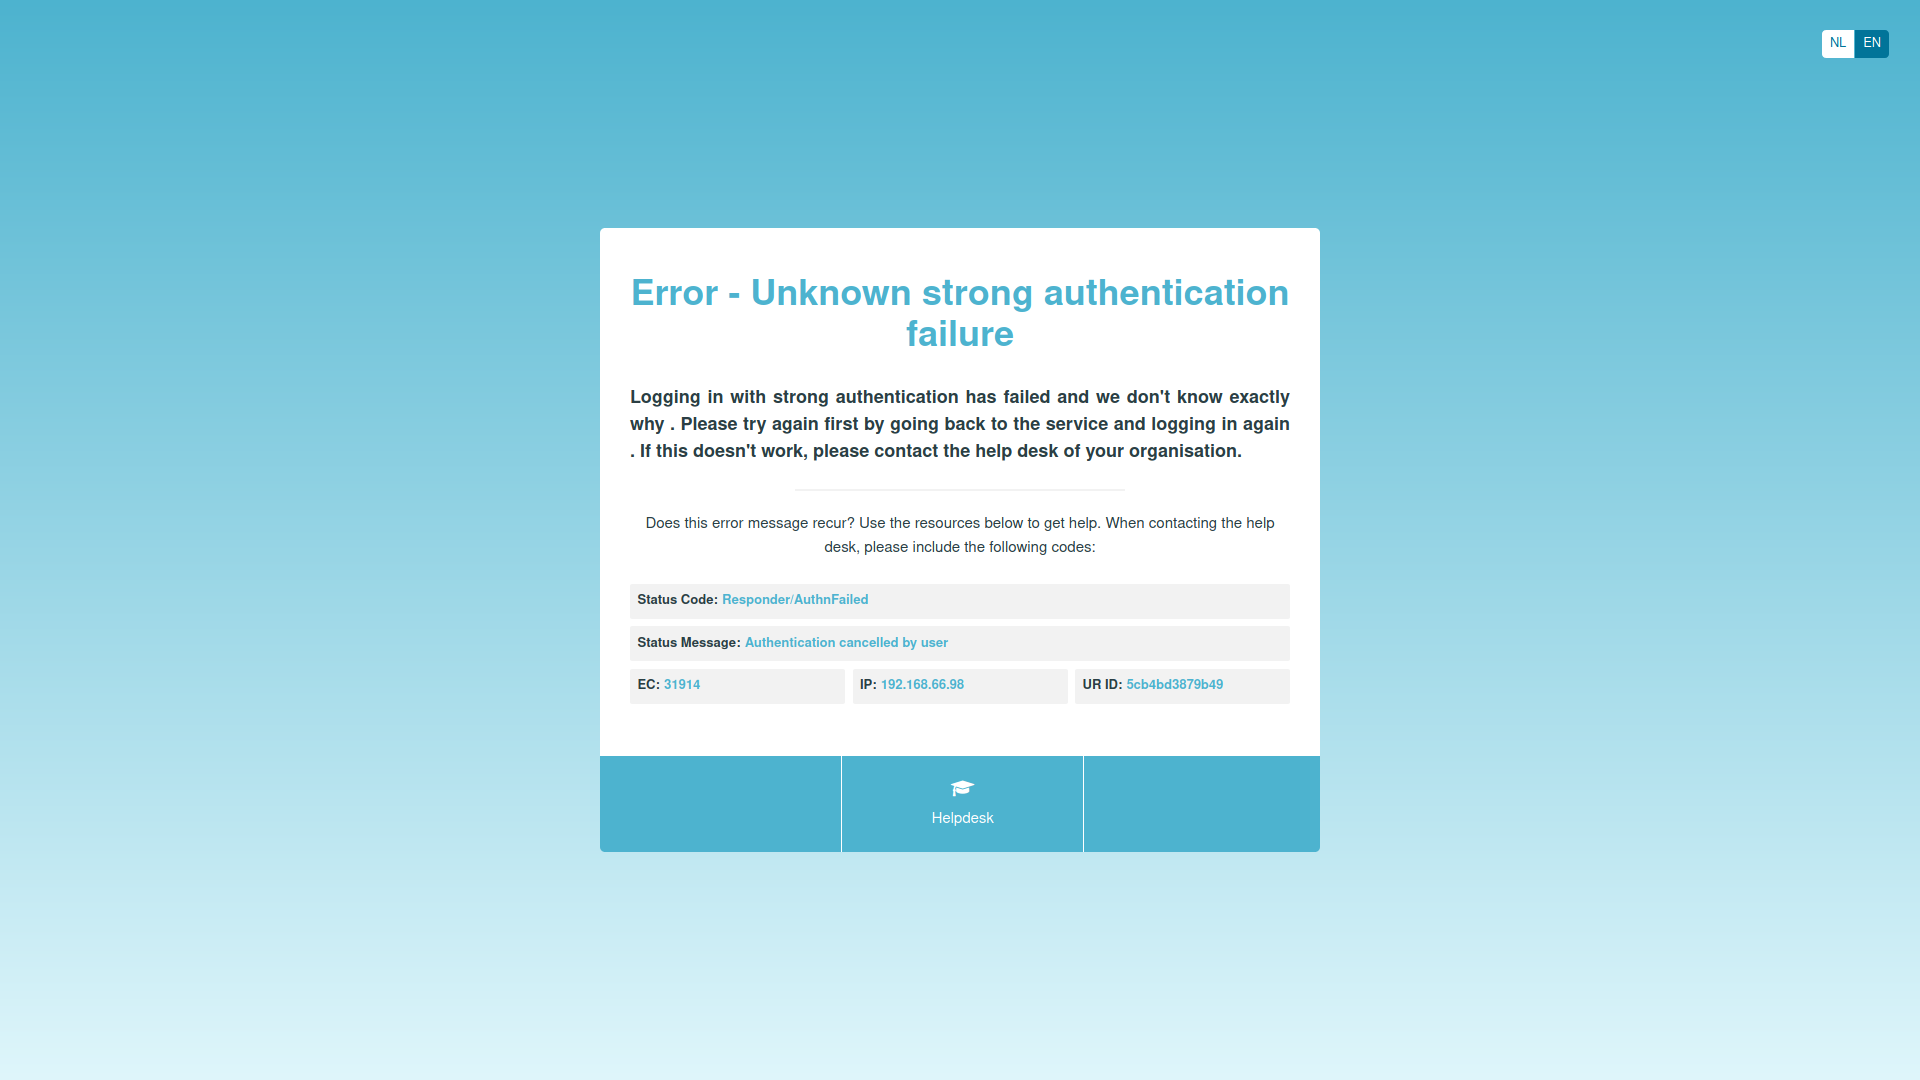 NL EN
Error - Unknown strong authentication
failure
Logging in with strong authentication has failed and we don't know exactly
why . Please try again first by going back to the service and logging in again
. If this doesn't work, please contact the help desk of your organisation.
Does this error message recur? Use the resources below to get help. When contacting the help
desk, please include the following codes:
Status Code: Responder/AuthnFailed
Status Message: Authentication cancelled by user
EC: 31914 IP: 192.168.66.98 UR ID: 5cb4bd3879b49
Helpdesk